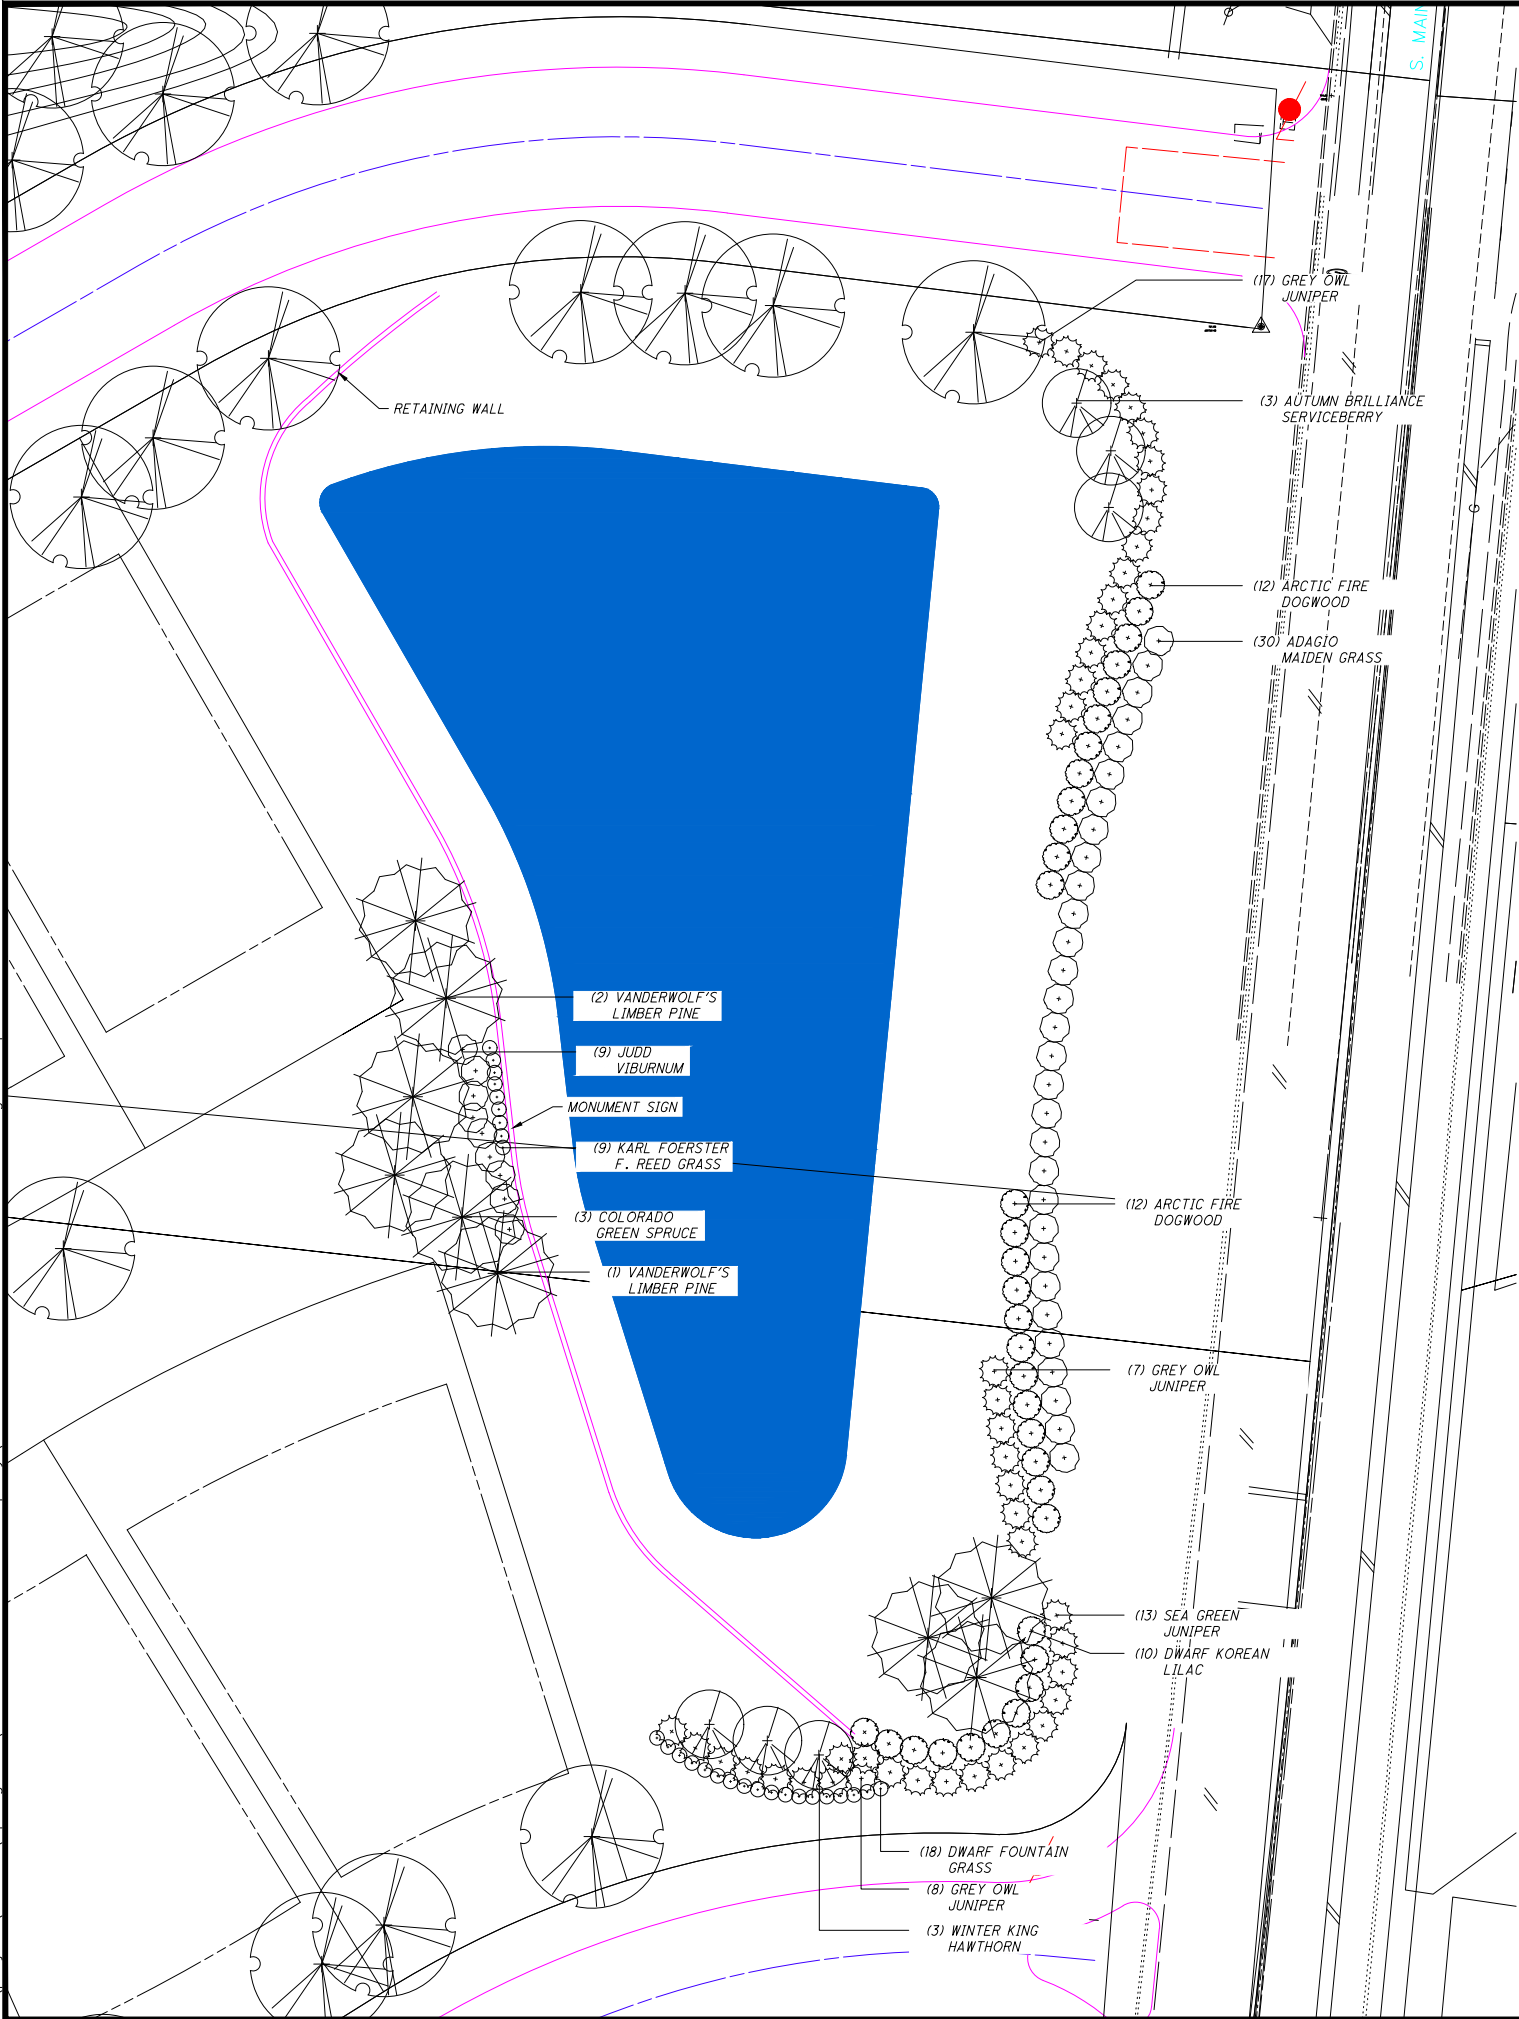 S. MAIN
(17) GREY OWL
JUNIPER
RETAINING WALL
(3) AUTUMN BRILLIANCE
SERVICEBERRY
(12) ARCTIC FIRE
DOGWOOD
(30) ADAGIO
MAIDEN GRASS
G
(2) VANDERWOLF'S
LIMBER PINE
(9) JUDD
VIBURNUM
MONUMENT SIGN
(9) KARL FOERSTER
F. REED GRASS
(12) ARCTIC FIRE
DOGWOOD
(3) COLORADO
GREEN SPRUCE
(1) VANDERWOLF'S
LIMBER PINE
(7) GREY OWL
JUNIPER
(13) SEA GREEN
JUNIPER
(10) DWARF KOREAN
LILAC
(18) DWARF FOUNTAIN
GRASS
(8) GREY OWL
JUNIPER
(3) WINTER KING
HAWTHORN